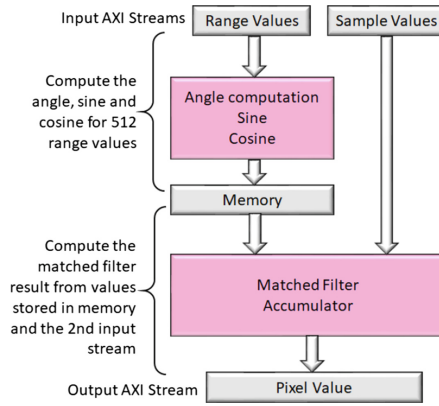 Input AXI Streams
Range Values
Sample Values
Compute the
angle, sine and
cosine for 512
range values
Angle computation
Sine
Cosine
Memory
Compute the
matched filter
result from values
stored in memory
and the 2nd input
stream
Matched Filter
Accumulator
Output AXI Stream
Pixel Value